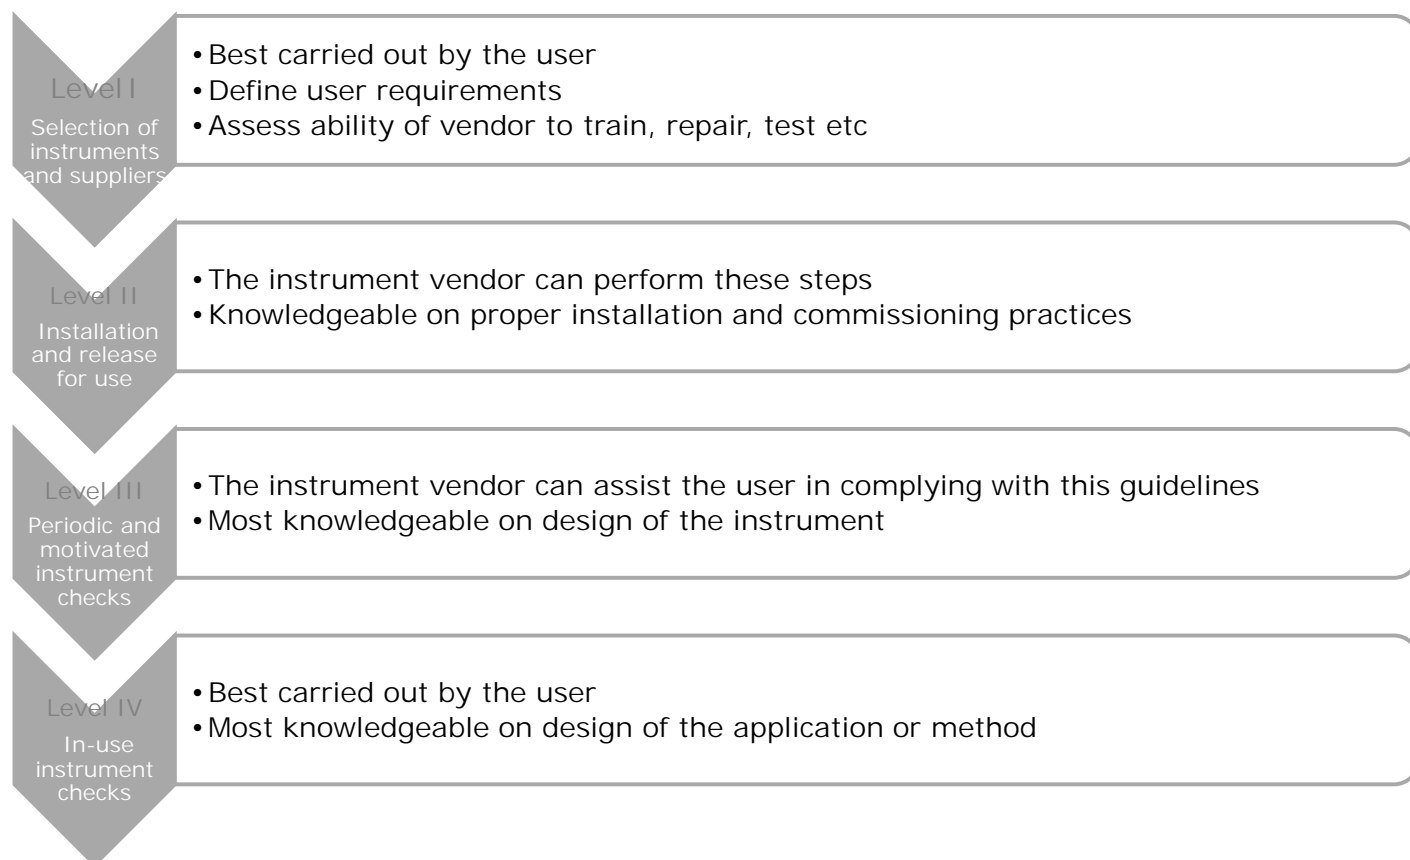 Level I
Selection of
instruments
and suppliers
• Best carried out by the user
• Define user requirements
• Assess ability of vendor to train, repair, test etc
Level II
Installation
and release
for use
• The instrument vendor can perform these steps
• Knowledgeable on proper installation and commissioning practices
Level III
Periodic and
motivated
instrument
checks
• The instrument vendor can assist the user in complying with this guidelines
• Most knowledgeable on design of the instrument
Level IV
In-use
instrument
checks
• Best carried out by the user
• Most knowledgeable on design of the application or method